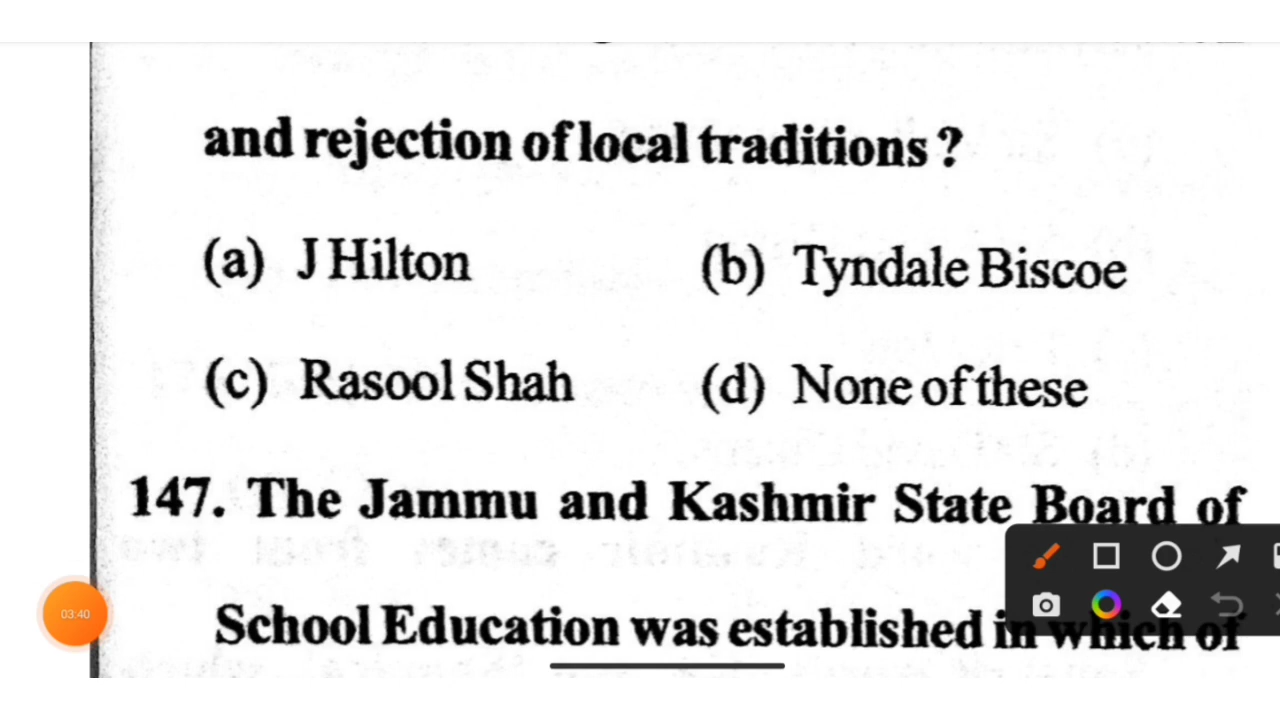 and rejection of local traditions ?
(a) J Hilton (b) Tyndale Biscoe
(c) Rasool Shah (d) None of these
147. The Jammu and Kashmir State Board of
School Education was established in which of
03:40